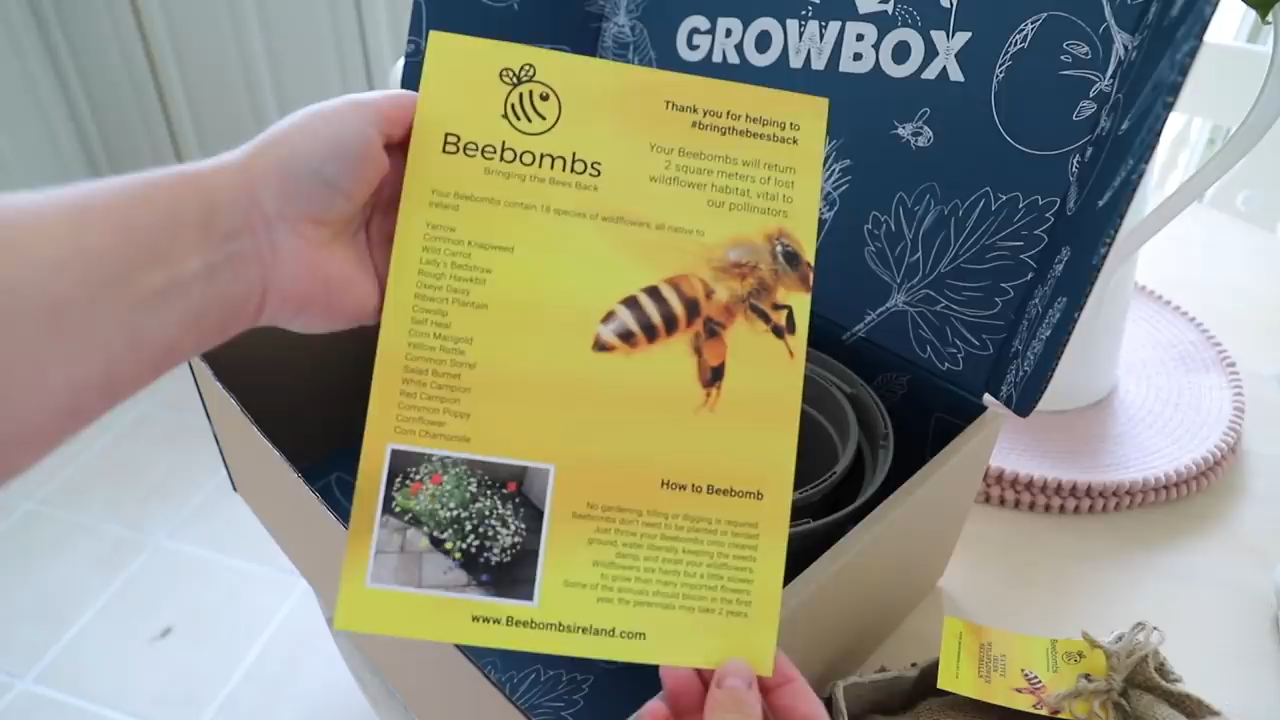 GROWBOX
Beebombs
Bringing the Bees Back
Thank you for helping to
#bringthebeesback
Your Beebombs will return
2 square meters of lost
wildflower habitat, vital to
our pollinators.
Your Beebombs contain 18 species of wildflowers, all native to
Ireland
Yarrow
Common Knapweed
Wild Carrot
Lady's Bedstraw
Rough Hawkbit
Oxeye Daisy
Ribwort Plantain
Cowslip
Self Heal
Corn Marigold
Yellow Rattle
Common Sorrel
Salad Burnet
White Campion
Red Campion
Common Poppy
Cornflower
Corn Chamomile
How to Beebomb
No gardening, tilling or digging is required
Beebombs don't need to be planted or tended
Just throw your Beebombs onto cleared
ground, water liberally, keeping the seeds
damp, and await your wildflowers.
Wildflowers are hardy but a little slower
to grow than many imported flowers.
Some of the annuals should bloom in the first
year, the perennials may take 2 years.
www.Beebombsireland.com
Beebombs
NATIVE
IRISH
WILDFLOWER